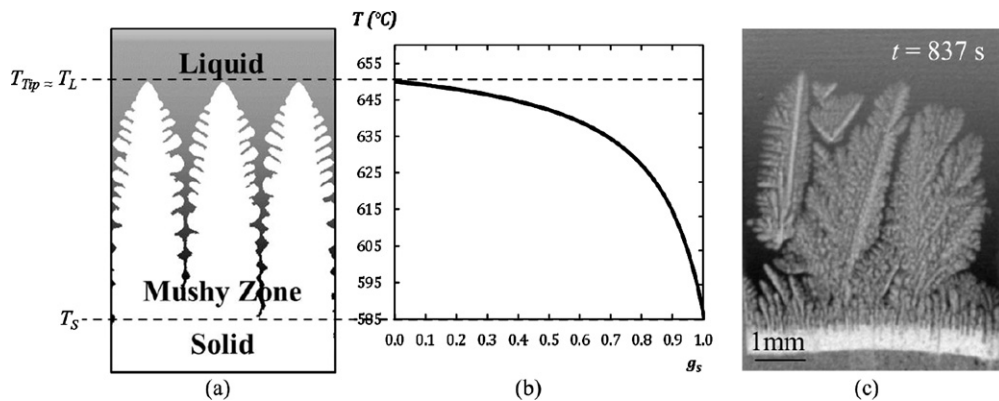 T (°C)
Liquid
T_Tip ≈ T_L
Mushy Zone
T_S
Solid
655
645
635
625
615
605
595
585
0.0 0.1 0.2 0.3 0.4 0.5 0.6 0.7 0.8 0.9 1.0
g_s
t = 837 s
1mm
(a)
(b)
(c)